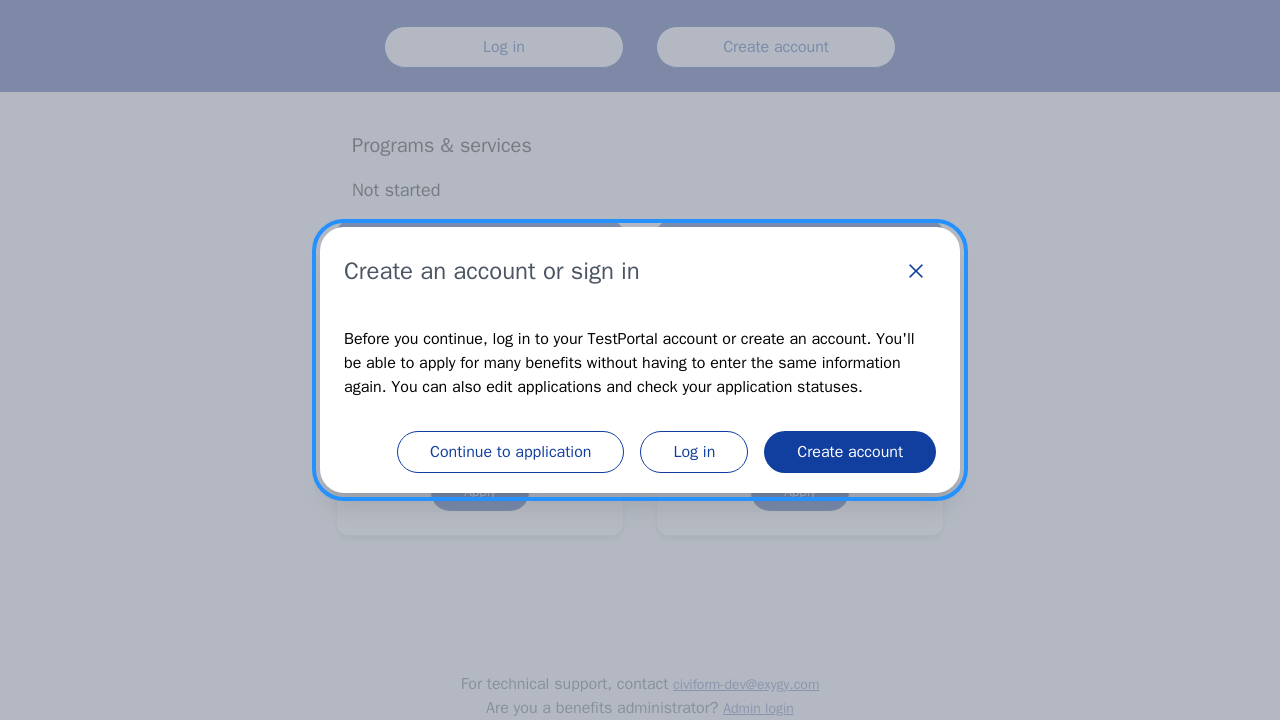 Log in
Create account
Programs & services
Not started
Create an account or sign in
Before you continue, log in to your TestPortal account or create an account. You'll
be able to apply for many benefits without having to enter the same information
again. You can also edit applications and check your application statuses.
Continue to application
Log in
Create account
Apply
Apply
For technical support, contact civiform-dev@exygy.com
Are you a benefits administrator? Admin login